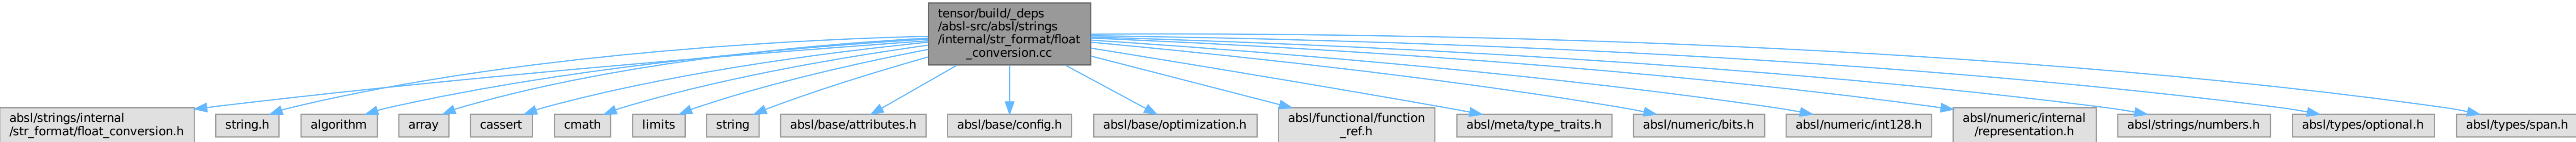 tensor/build/_deps
/absl-src/absl/strings
/internal/str_format/float
_conversion.cc
absl/strings/internal
/str_format/float_conversion.h
string.h
algorithm
array
cassert
cmath
limits
string
absl/base/attributes.h
absl/base/config.h
absl/base/optimization.h
absl/functional/function
_ref.h
absl/meta/type_traits.h
absl/numeric/bits.h
absl/numeric/int128.h
absl/numeric/internal
/representation.h
absl/strings/numbers.h
absl/types/optional.h
absl/types/span.h